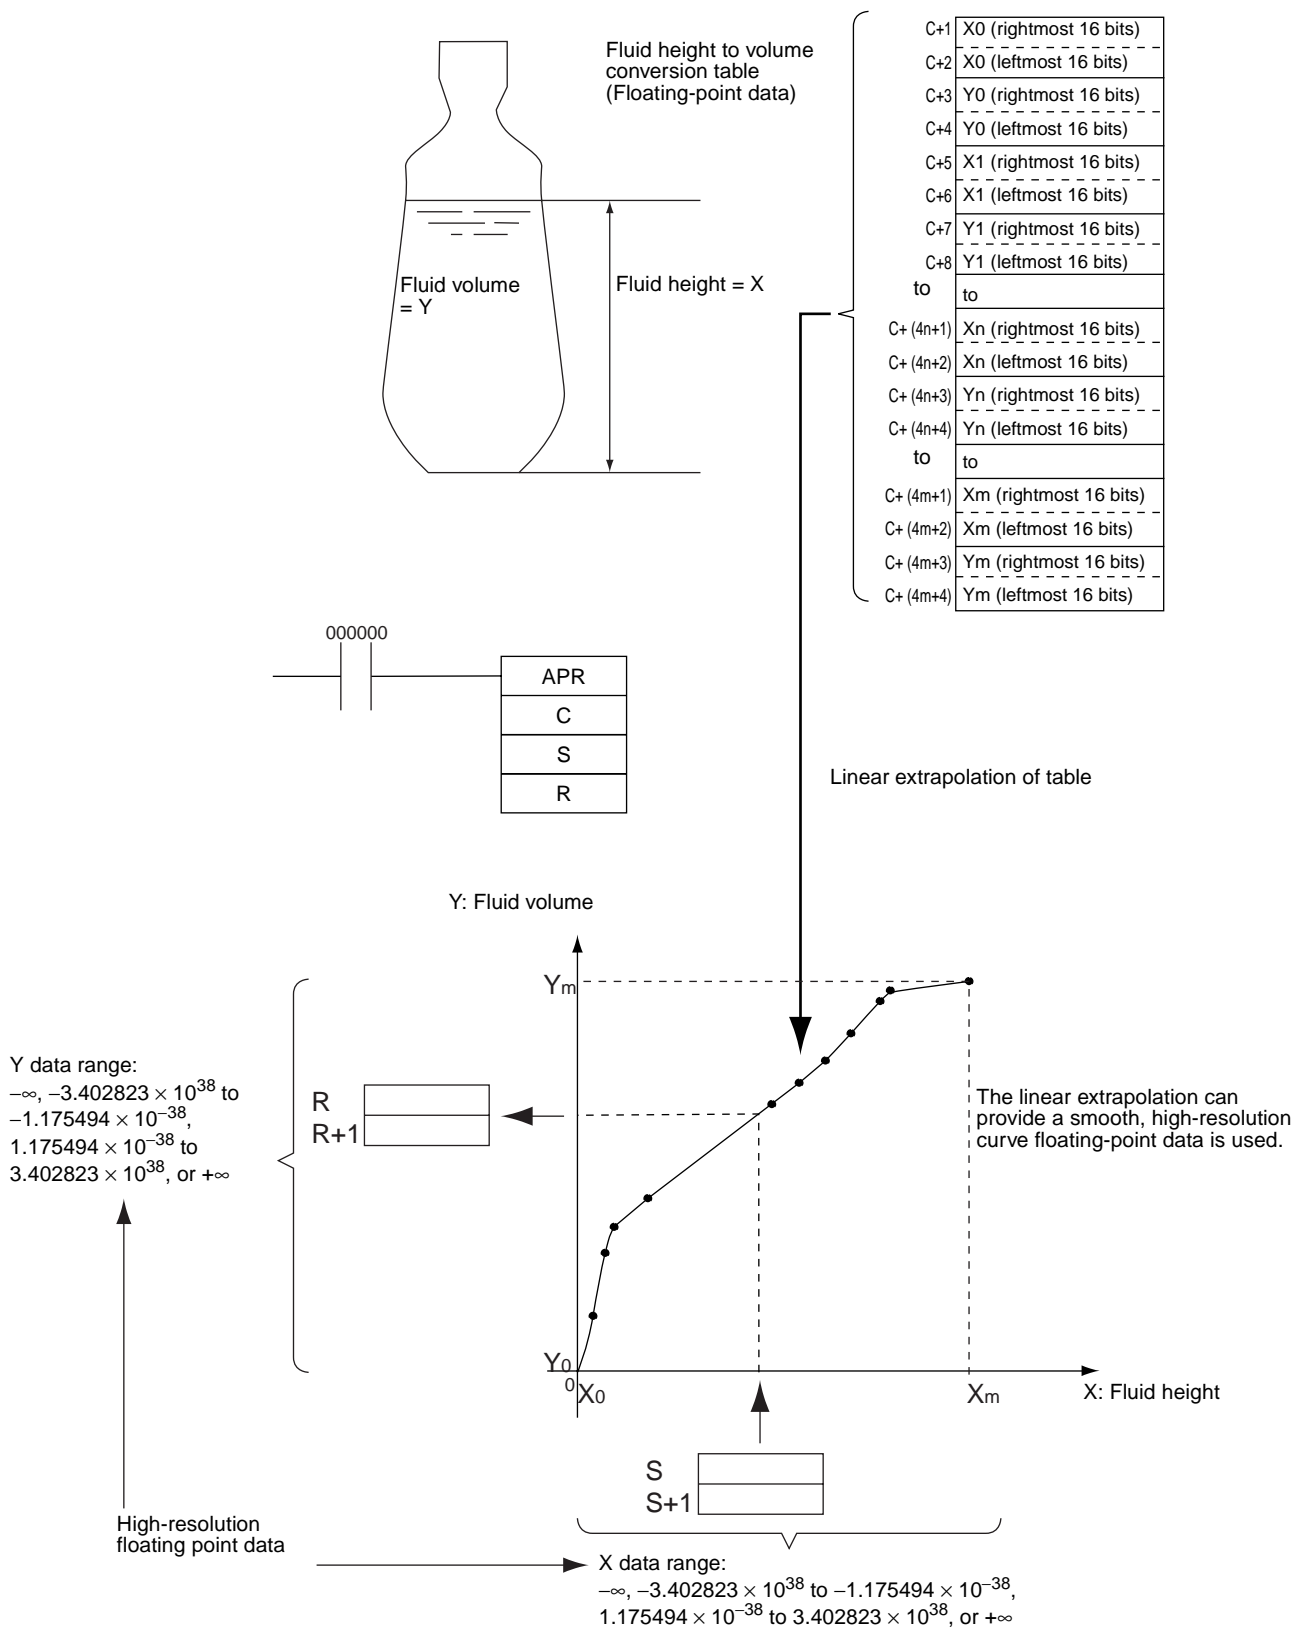 Fluid height to volume
conversion table
(Floating-point data)
Fluid volume
= Y
Fluid height = X
C+1 X0 (rightmost 16 bits)
C+2 X0 (leftmost 16 bits)
C+3 Y0 (rightmost 16 bits)
C+4 Y0 (leftmost 16 bits)
C+5 X1 (rightmost 16 bits)
C+6 X1 (leftmost 16 bits)
C+7 Y1 (rightmost 16 bits)
C+8 Y1 (leftmost 16 bits)
to to
C+ (4n+1) Xn (rightmost 16 bits)
C+ (4n+2) Xn (leftmost 16 bits)
C+ (4n+3) Yn (rightmost 16 bits)
C+ (4n+4) Yn (leftmost 16 bits)
to to
C+ (4m+1) Xm (rightmost 16 bits)
C+ (4m+2) Xm (leftmost 16 bits)
C+ (4m+3) Ym (rightmost 16 bits)
C+ (4m+4) Ym (leftmost 16 bits)
000000
APR
C
S
R
Linear extrapolation of table
Y: Fluid volume
Ym
Y data range:
−∞, −3.402823 × 10^38 to
−1.175494 × 10^−38,
1.175494 × 10^−38 to
3.402823 × 10^38, or +∞
R
R+1
The linear extrapolation can
provide a smooth, high-resolution
curve floating-point data is used.
Y0
0 X0
Xm
X: Fluid height
S
S+1
High-resolution
floating point data
X data range:
−∞, −3.402823 × 10^38 to −1.175494 × 10^−38,
1.175494 × 10^−38 to 3.402823 × 10^38, or +∞